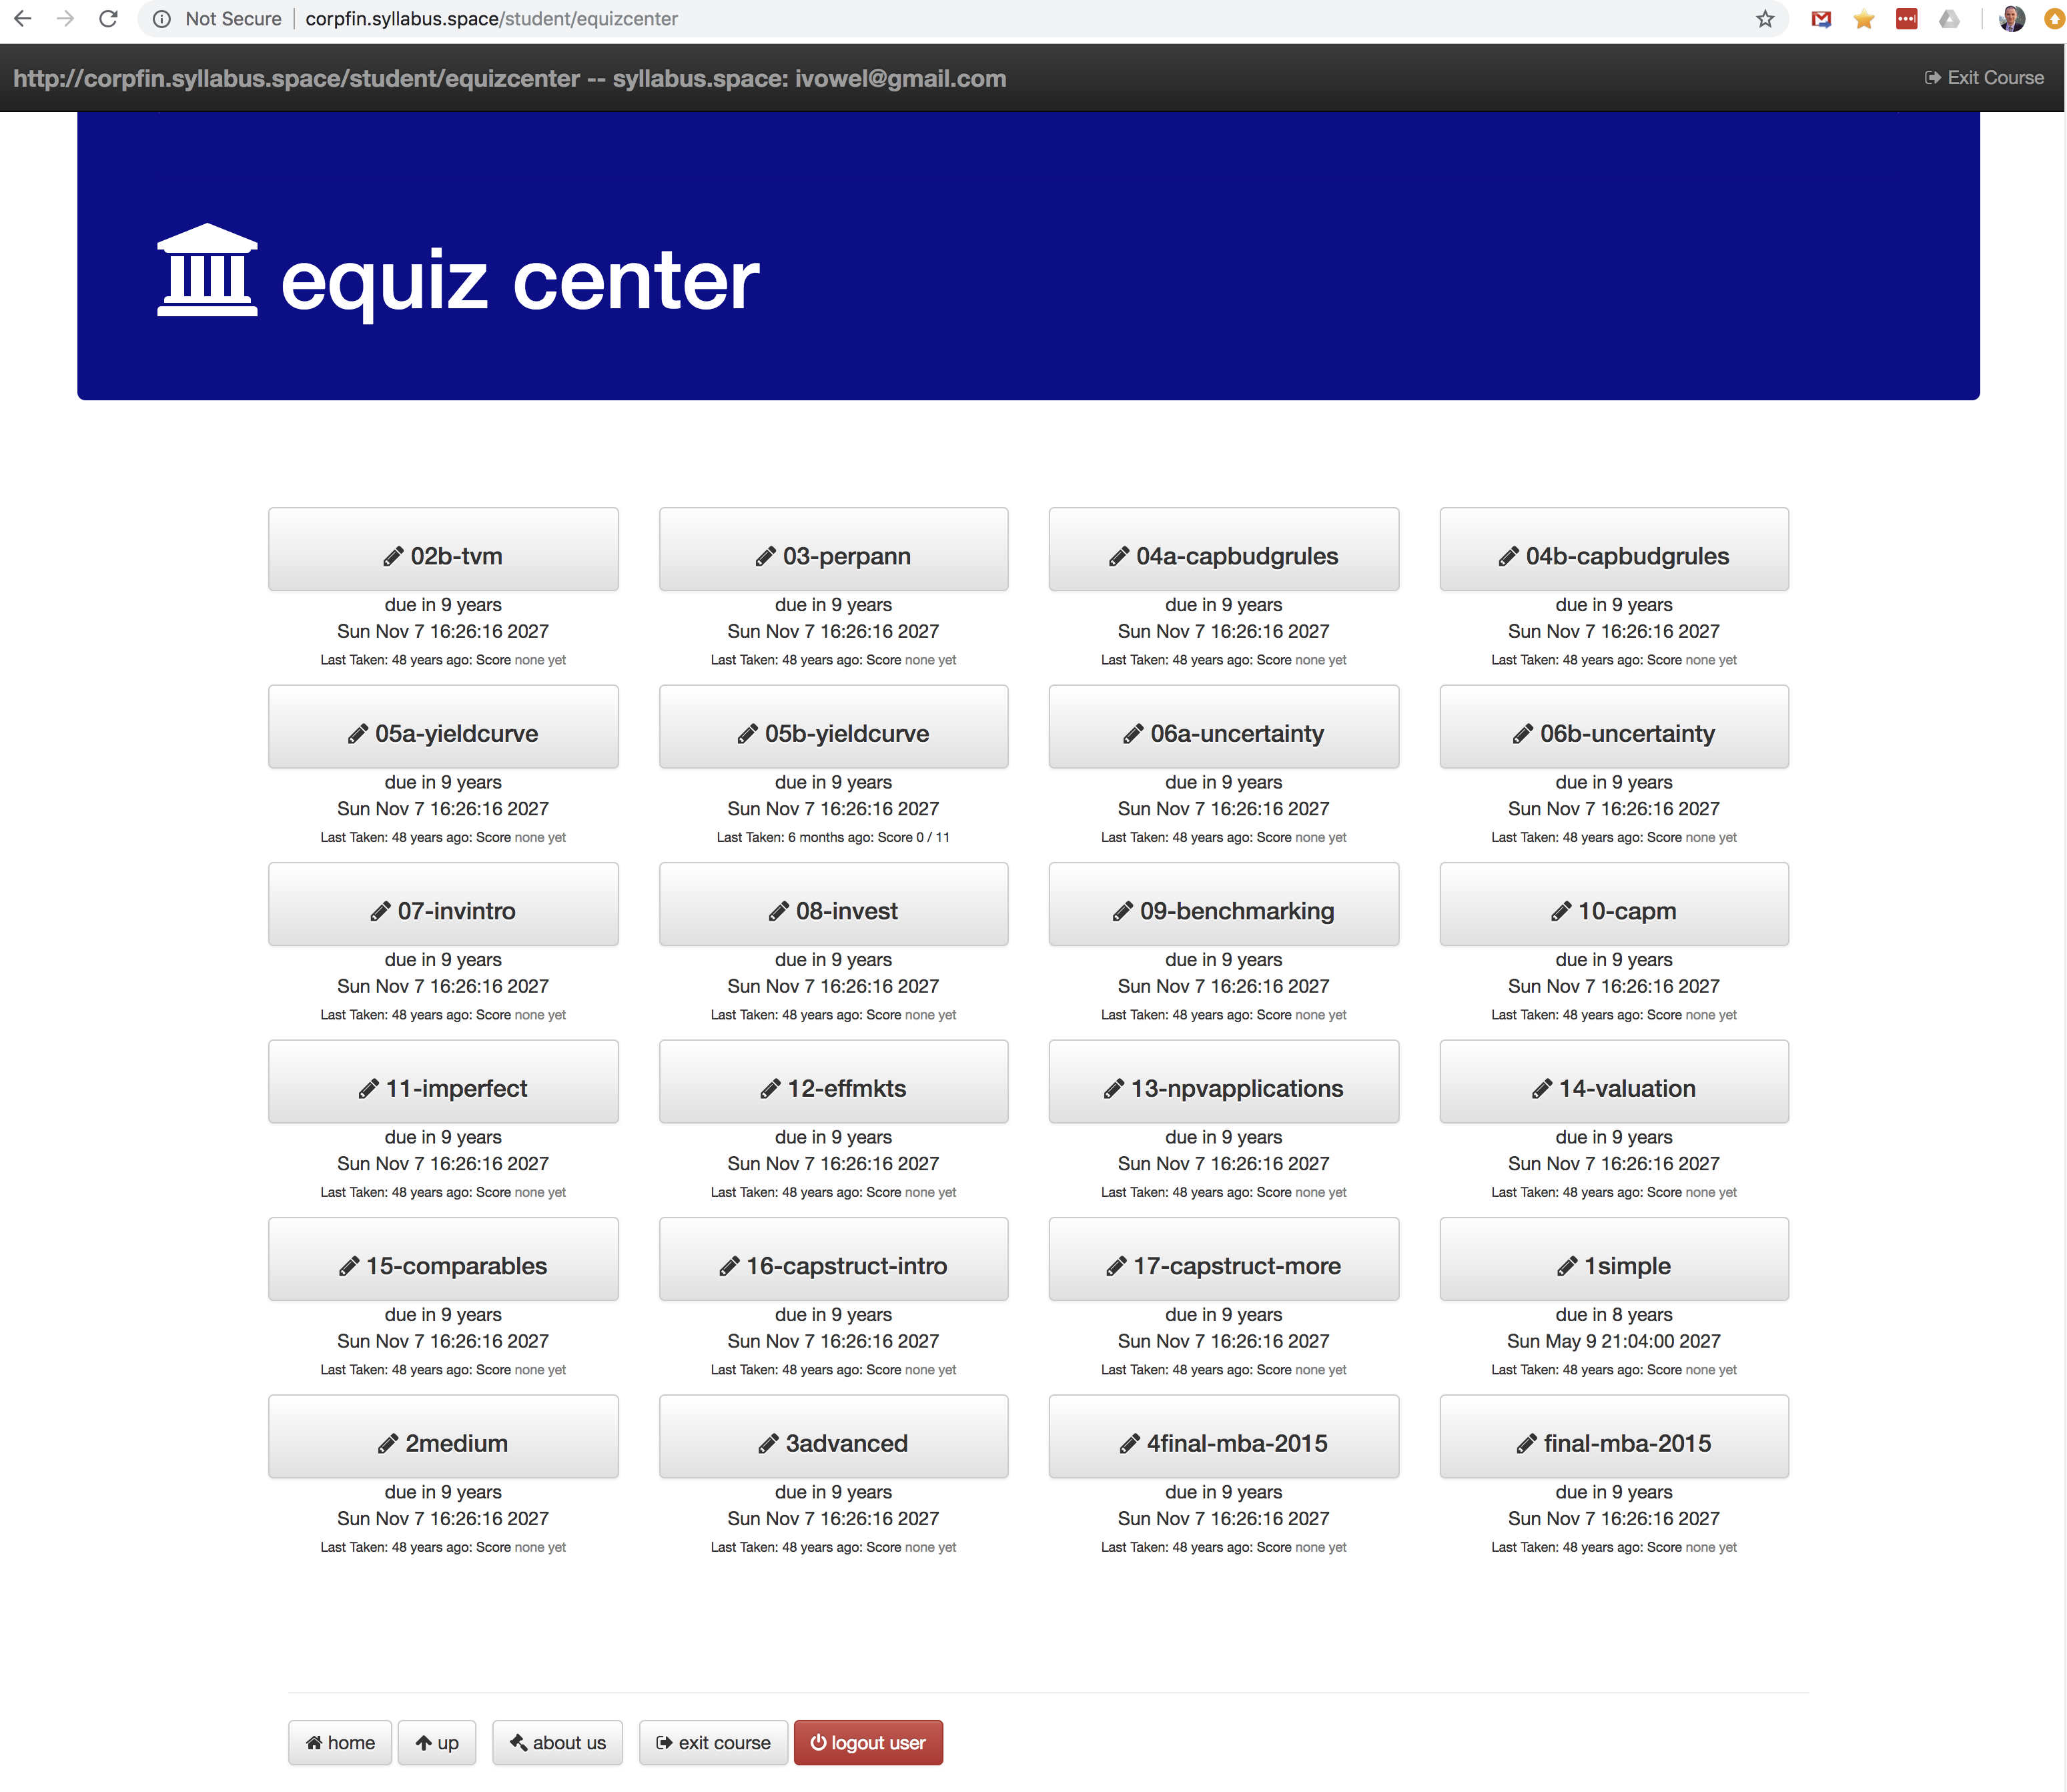 Not Secure corpfin.syllabus.space/student/equizcenter
http://corpfin.syllabus.space/student/equizcenter -- syllabus.space: ivowel@gmail.com Exit Course
equiz center
02b-tvm 03-perpann 04a-capbudgrules 04b-capbudgrules
due in 9 years due in 9 years due in 9 years due in 9 years
Sun Nov 7 16:26:16 2027 Sun Nov 7 16:26:16 2027 Sun Nov 7 16:26:16 2027 Sun Nov 7 16:26:16 2027
Last Taken: 48 years ago: Score none yet Last Taken: 48 years ago: Score none yet Last Taken: 48 years ago: Score none yet Last Taken: 48 years ago: Score none yet
05a-yieldcurve 05b-yieldcurve 06a-uncertainty 06b-uncertainty
due in 9 years due in 9 years due in 9 years due in 9 years
Sun Nov 7 16:26:16 2027 Sun Nov 7 16:26:16 2027 Sun Nov 7 16:26:16 2027 Sun Nov 7 16:26:16 2027
Last Taken: 48 years ago: Score none yet Last Taken: 6 months ago: Score 0 / 11 Last Taken: 48 years ago: Score none yet Last Taken: 48 years ago: Score none yet
07-invintro 08-invest 09-benchmarking 10-capm
due in 9 years due in 9 years due in 9 years due in 9 years
Sun Nov 7 16:26:16 2027 Sun Nov 7 16:26:16 2027 Sun Nov 7 16:26:16 2027 Sun Nov 7 16:26:16 2027
Last Taken: 48 years ago: Score none yet Last Taken: 48 years ago: Score none yet Last Taken: 48 years ago: Score none yet Last Taken: 48 years ago: Score none yet
11-imperfect 12-effmkts 13-npvapplications 14-valuation
due in 9 years due in 9 years due in 9 years due in 9 years
Sun Nov 7 16:26:16 2027 Sun Nov 7 16:26:16 2027 Sun Nov 7 16:26:16 2027 Sun Nov 7 16:26:16 2027
Last Taken: 48 years ago: Score none yet Last Taken: 48 years ago: Score none yet Last Taken: 48 years ago: Score none yet Last Taken: 48 years ago: Score none yet
15-comparables 16-capstruct-intro 17-capstruct-more 1simple
due in 9 years due in 9 years due in 9 years due in 8 years
Sun Nov 7 16:26:16 2027 Sun Nov 7 16:26:16 2027 Sun Nov 7 16:26:16 2027 Sun May 9 21:04:00 2027
Last Taken: 48 years ago: Score none yet Last Taken: 48 years ago: Score none yet Last Taken: 48 years ago: Score none yet Last Taken: 48 years ago: Score none yet
2medium 3advanced 4final-mba-2015 final-mba-2015
due in 9 years due in 9 years due in 9 years due in 9 years
Sun Nov 7 16:26:16 2027 Sun Nov 7 16:26:16 2027 Sun Nov 7 16:26:16 2027 Sun Nov 7 16:26:16 2027
Last Taken: 48 years ago: Score none yet Last Taken: 48 years ago: Score none yet Last Taken: 48 years ago: Score none yet Last Taken: 48 years ago: Score none yet
home up about us exit course logout user